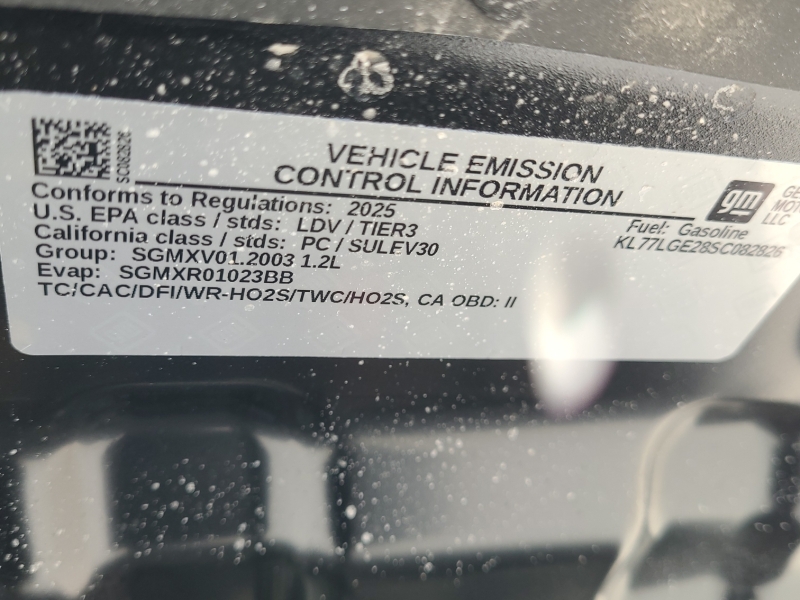 SC082826
VEHICLE EMISSION
CONTROL INFORMATION
gm
LLC
Conforms to Regulations: 2025
U.S. EPA class / stds: LDV / TIER3
California class / stds: PC / SULEV30
Group: SGMXV01.2003 1.2L
Evap: SGMXR01023BB
TC/CAC/DFI/WR-HO2S/TWC/HO2S, CA OBD: II
Fuel: Gasoline
KL77LGE28SC082826